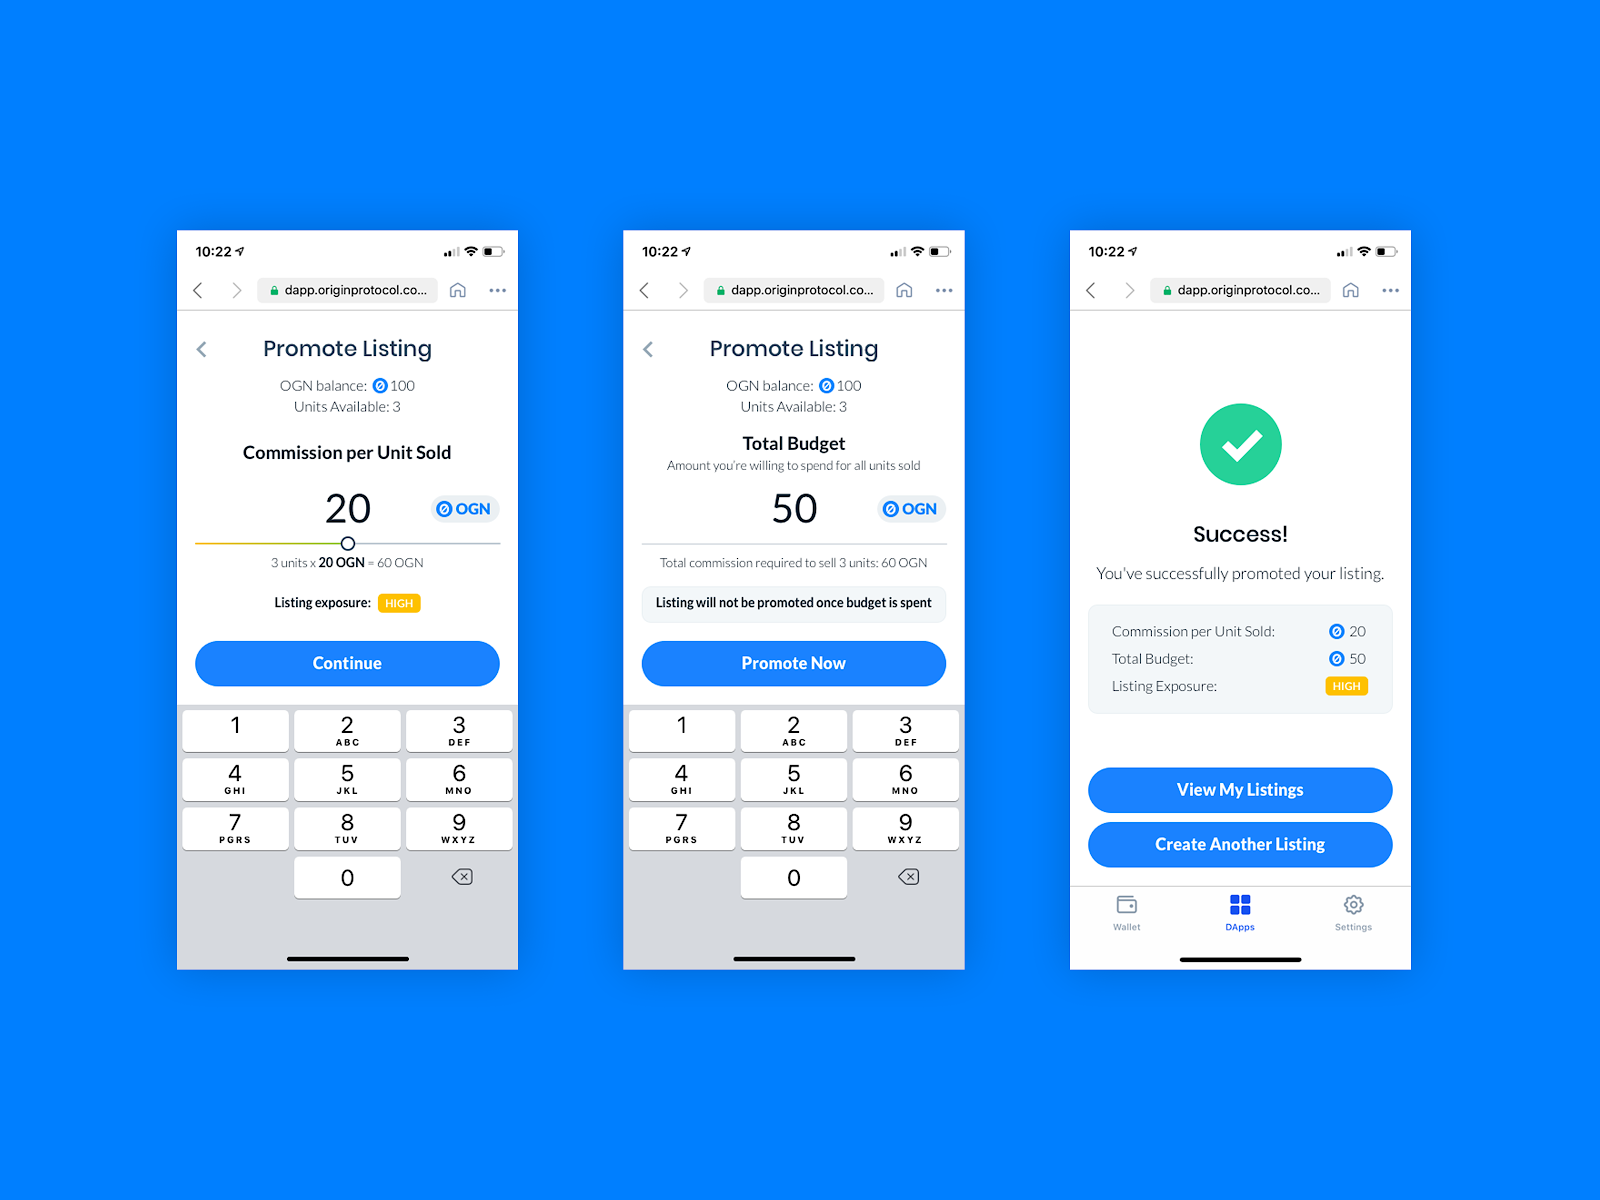 10:22
dapp.originprotocol.co...
Promote Listing
OGN balance: 100
Units Available: 3
Commission per Unit Sold
20
OGN
3 units x 20 OGN = 60 OGN
Listing exposure: HIGH
Continue
1
2
3
ABC
DEF
4
5
6
GHI
JKL
MNO
7
8
9
PGRS
TUV
WXYZ
0
10:22
dapp.originprotocol.co...
Promote Listing
OGN balance: 100
Units Available: 3
Total Budget
Amount you're willing to spend for all units sold
50
OGN
Total commission required to sell 3 units: 60 OGN
Listing will not be promoted once budget is spent
Promote Now
1
2
3
ABC
DEF
4
5
6
GHI
JKL
MNO
7
8
9
PGRS
TUV
WXYZ
0
10:22
dapp.originprotocol.co...
Success!
You've successfully promoted your listing.
Commission per Unit Sold: 20
Total Budget: 50
Listing Exposure: HIGH
View My Listings
Create Another Listing
Wallet
DApps
Settings